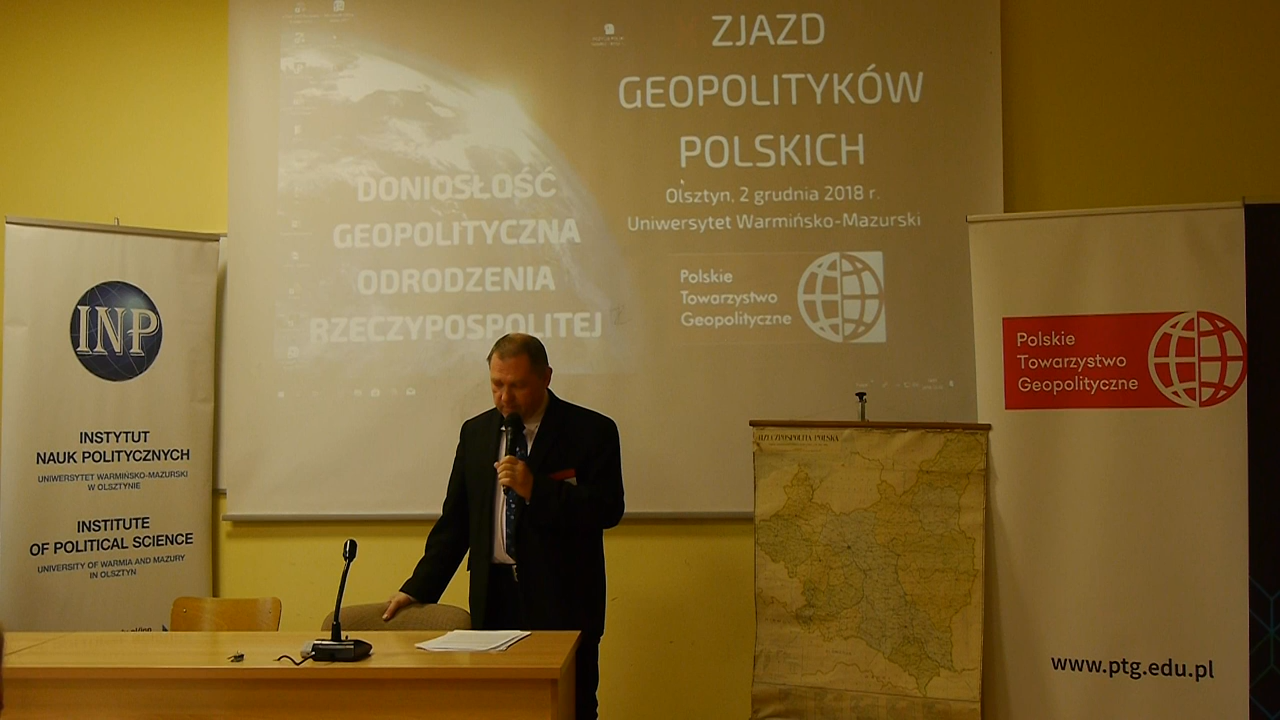 ZJAZD
GEOPOLITYKÓW
POLSKICH
Olsztyn, 2 grudnia 2018 r.
Uniwersytet Warmińsko-Mazurski
Polskie
Towarzystwo
Geopolityczne
DONIOSŁOŚĆ
GEOPOLITYCZNA
ODRODZENIA
RZECZYPOSPOLITEJ
INP
INSTYTUT
NAUK POLITYCZNYCH
UNIWERSYTET WARMIŃSKO-MAZURSKI
W OLSZTYNIE
INSTITUTE
OF POLITICAL SCIENCE
UNIVERSITY OF WARMIA AND MAZURY
IN OLSZTYN
RZECZPOSPOLITA POLSKA
Polskie
Towarzystwo
Geopolityczne
www.ptg.edu.pl